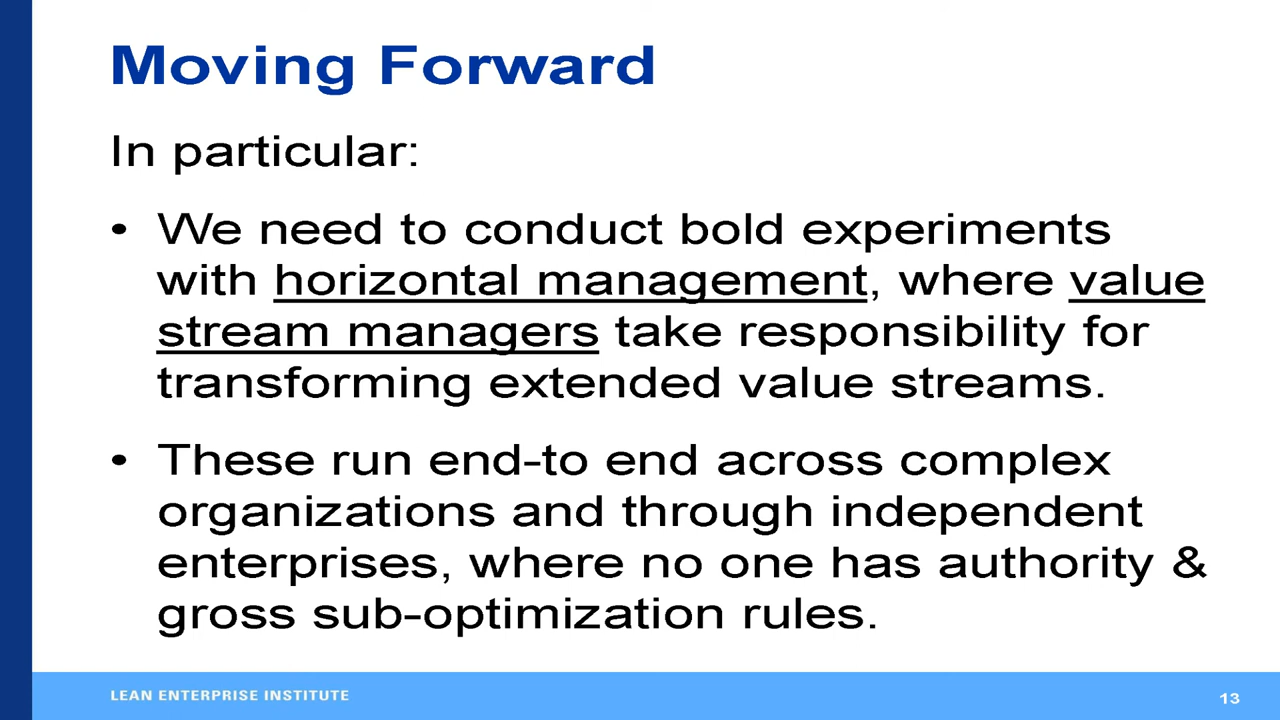 Moving Forward
In particular:
• We need to conduct bold experiments
with horizontal management, where value
stream managers take responsibility for
transforming extended value streams.
• These run end-to end across complex
organizations and through independent
enterprises, where no one has authority &
gross sub-optimization rules.
LEAN ENTERPRISE INSTITUTE
13